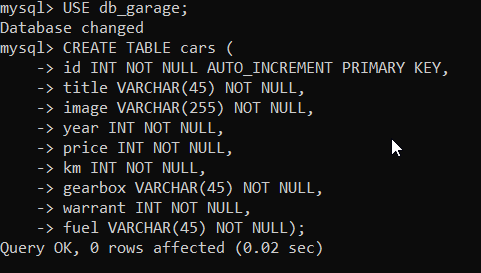 mysql> USE db_garage;
Database changed
mysql> CREATE TABLE cars (
    -> id INT NOT NULL AUTO_INCREMENT PRIMARY KEY,
    -> title VARCHAR(45) NOT NULL,
    -> image VARCHAR(255) NOT NULL,
    -> year INT NOT NULL,
    -> price INT NOT NULL,
    -> km INT NOT NULL,
    -> gearbox VARCHAR(45) NOT NULL,
    -> warrant INT NOT NULL,
    -> fuel VARCHAR(45) NOT NULL);
Query OK, 0 rows affected (0.02 sec)